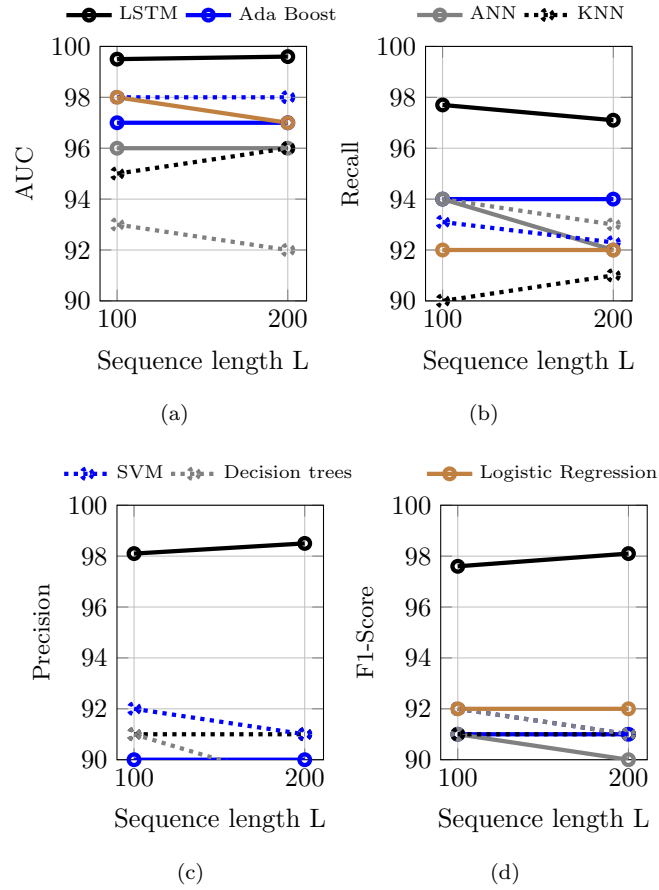 LSTM Ada Boost ANN KNN
100
98
96
94
92
90
AUC
100 200
Sequence length L
(a)
100
98
96
94
92
90
Recall
100 200
Sequence length L
(b)
SVM Decision trees Logistic Regression
100
98
96
94
92
90
Precision
100 200
Sequence length L
(c)
100
98
96
94
92
90
F1-Score
100 200
Sequence length L
(d)